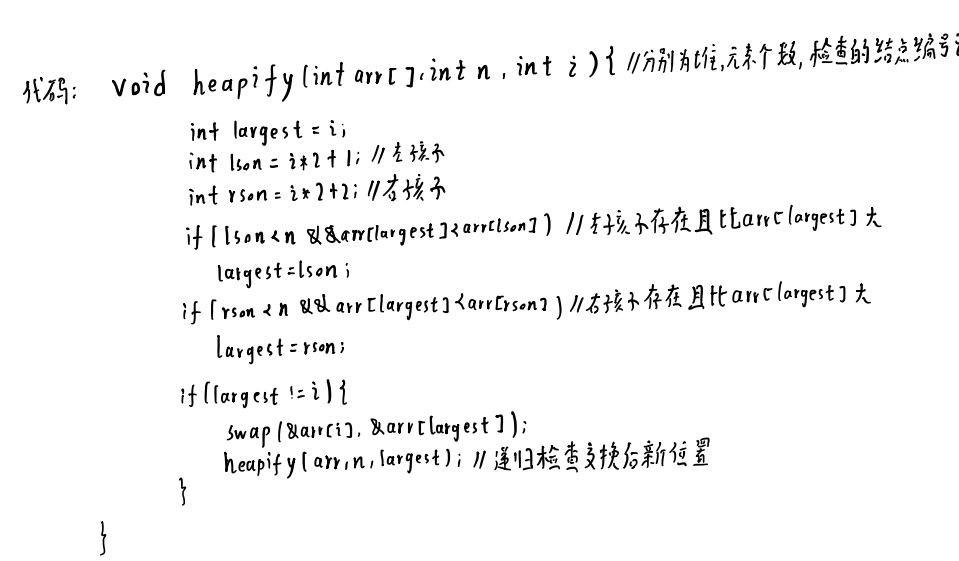 代码: void heapify(int arr[], int n, int i){ //分别为堆,元素个数,检查的结点编号i
int largest = i;
int lson = i*2+1; //左孩子
int rson = i*2+2; //右孩子
if(lson<n &&arr[largest]<arr[lson]) //左孩子存在且比arr[largest]大
largest=lson;
if(rson<n && arr[largest]<arr[rson]) //右孩子存在且比arr[largest]大
largest=rson;
if(largest !=i){
swap(&arr[i], &arr[largest]);
heapify(arr,n,largest); //递归检查交换后新位置
}
}